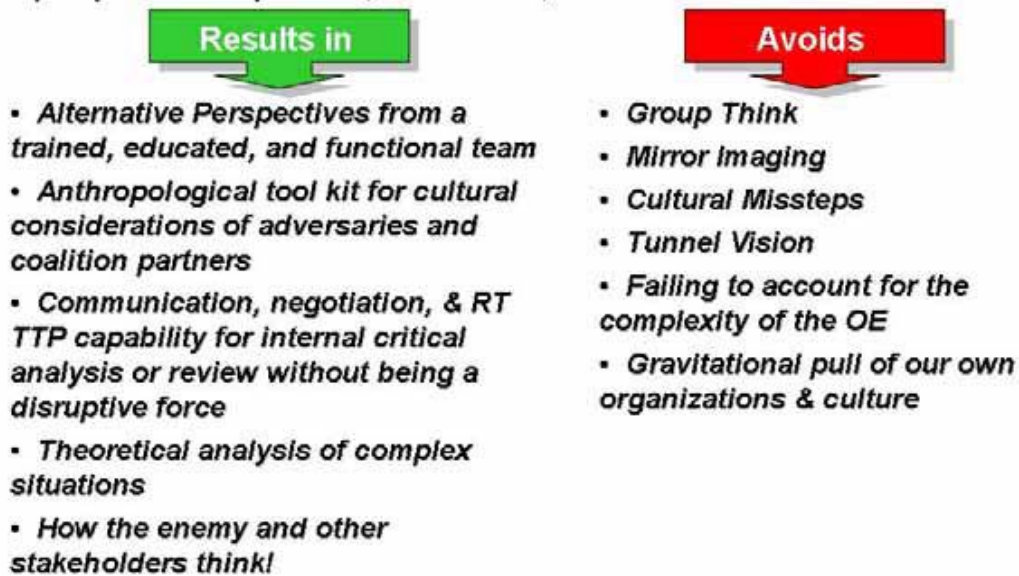 Results in
• Alternative Perspectives from a
trained, educated, and functional team
• Anthropological tool kit for cultural
considerations of adversaries and
coalition partners
• Communication, negotiation, & RT
TTP capability for internal critical
analysis or review without being a
disruptive force
• Theoretical analysis of complex
situations
• How the enemy and other
stakeholders think!
Avoids
• Group Think
• Mirror Imaging
• Cultural Missteps
• Tunnel Vision
• Failing to account for the
complexity of the OE
• Gravitational pull of our own
organizations & culture